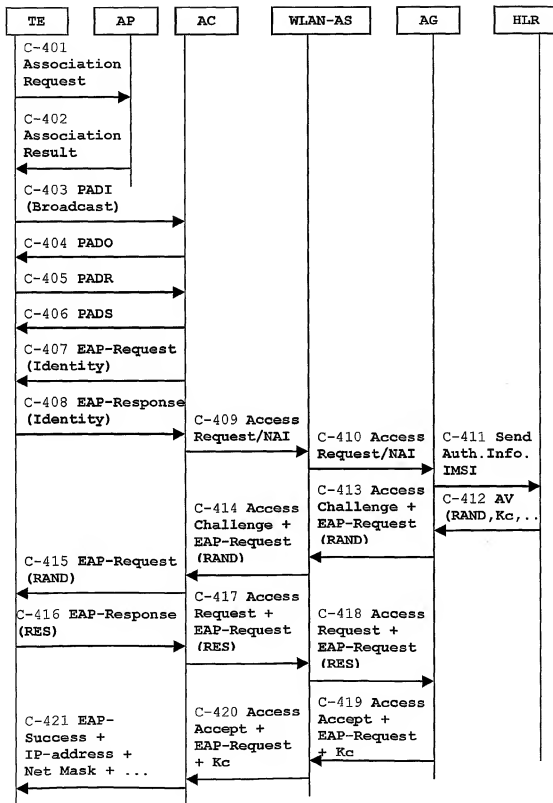 TE AP AC WLAN-AS AG HLR
C-401
Association
Request
C-402
Association
Result
C-403 PADI
(Broadcast)
C-404 PADO
C-405 PADR
C-406 PADS
C-407 EAP-Request
(Identity)
C-408 EAP-Response
(Identity)
C-409 Access
Request/NAI
C-410 Access
Request/NAI
C-411 Send
Auth.Info.
IMSI
C-412 AV
(RAND,Kc,..
C-413 Access
Challenge +
EAP-Request
(RAND)
C-414 Access
Challenge +
EAP-Request
(RAND)
C-415 EAP-Request
(RAND)
C-416 EAP-Response
(RES)
C-417 Access
Request +
EAP-Request
(RES)
C-418 Access
Request +
EAP-Request
(RES)
C-419 Access
Accept +
EAP-Request
+ Kc
C-420 Access
Accept +
EAP-Request
+ Kc
C-421 EAP-
Success +
IP-address +
Net Mask + ...